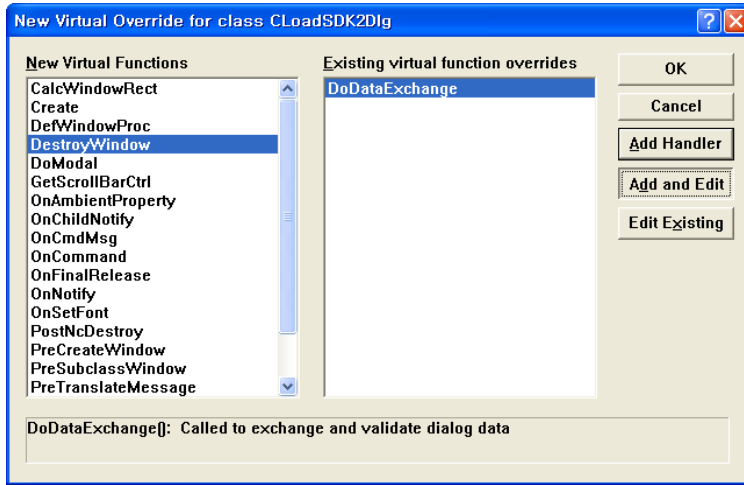 New Virtual Override for class CLoadSDK2Dlg
New Virtual Functions
CalcWindowRect
Create
DefWindowProc
DestroyWindow
DoModal
GetScrollBarCtrl
OnAmbientProperty
OnChildNotify
OnCmdMsg
OnCommand
OnFinalRelease
OnNotify
OnSetFont
PostNcDestroy
PreCreateWindow
PreSubclassWindow
PreTranslateMessage
Existing virtual function overrides
DoDataExchange
OK
Cancel
Add Handler
Add and Edit
Edit Existing
DoDataExchange(): Called to exchange and validate dialog data